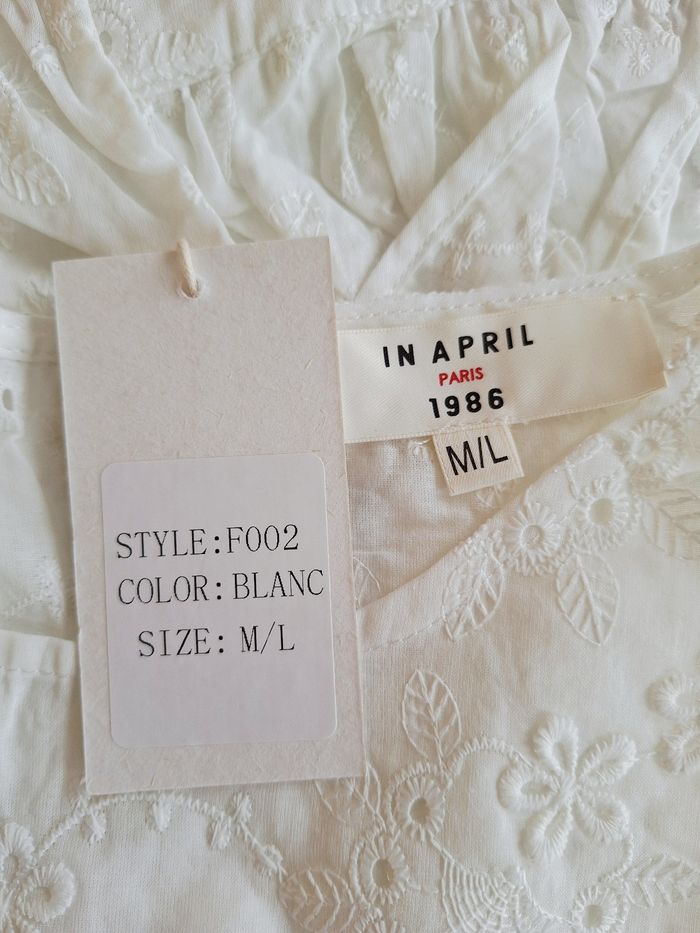 IN APRIL
PARIS
1986
M/L
STYLE:F002
COLOR:BLANC
SIZE: M/L